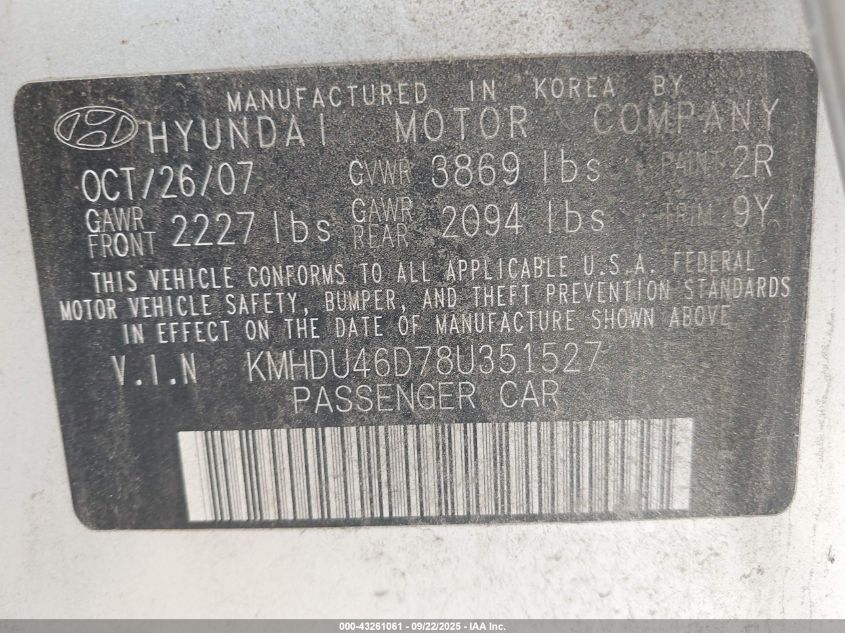 MANUFACTURED IN KOREA BY
HYUNDAI MOTOR COMPANY
OCT/26/07 GVWR 3869 lbs PAINT 2R
GAWR FRONT 2227 lbs GAWR REAR 2094 lbs TRIM 9Y
THIS VEHICLE CONFORMS TO ALL APPLICABLE U.S.A. FEDERAL
MOTOR VEHICLE SAFETY, BUMPER, AND THEFT PREVENTION STANDARDS
IN EFFECT ON THE DATE OF MANUFACTURE SHOWN ABOVE
V.I.N KMHDU46D78U351527
PASSENGER CAR
000-43261061 - 09/22/2025 - IAA Inc.